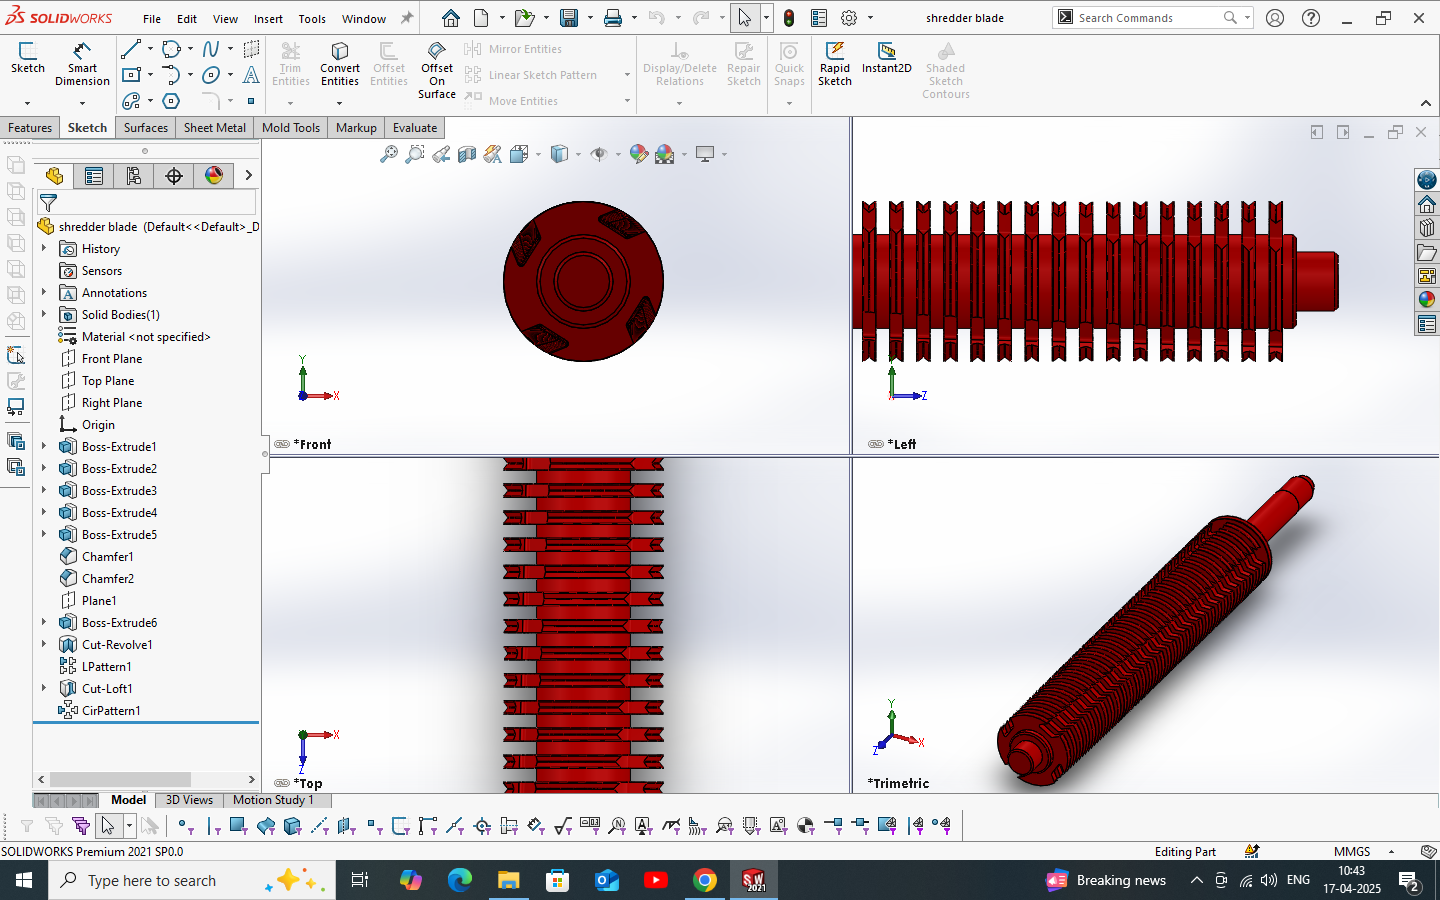 SOLIDWORKS File Edit View Insert Tools Window shredder blade Search Commands
Sketch
Smart Dimension
Trim Entities
Convert Entities
Offset Entities
Offset On Surface
Mirror Entities
Linear Sketch Pattern
Move Entities
Display/Delete Relations
Repair Sketch
Quick Snaps
Rapid Sketch
Instant2D
Shaded Sketch Contours
Features Sketch Surfaces Sheet Metal Mold Tools Markup Evaluate
shredder blade (Default<<Default>_D
History
Sensors
Annotations
Solid Bodies(1)
Material <not specified>
Front Plane
Top Plane
Right Plane
Origin
Boss-Extrude1
Boss-Extrude2
Boss-Extrude3
Boss-Extrude4
Boss-Extrude5
Chamfer1
Chamfer2
Plane1
Boss-Extrude6
Cut-Revolve1
LPattern1
Cut-Loft1
CirPattern1
Y
X
*Front
Y
X
Z
*Left
X
Z
*Top
Y
X
Z
*Trimetric
Model 3D Views Motion Study 1
SOLIDWORKS Premium 2021 SP0.0 Editing Part MMGS
Type here to search
SW 2021
Breaking news
ENG
10:43
17-04-2025
2